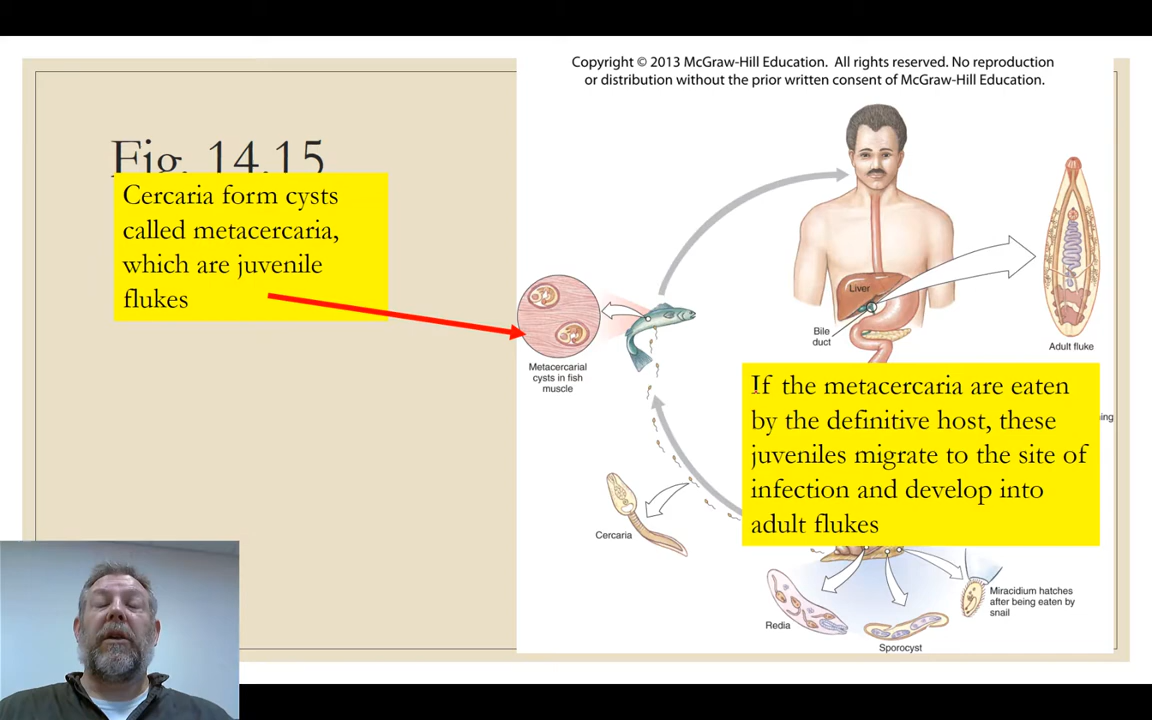 Copyright © 2013 McGraw-Hill Education. All rights reserved. No reproduction
or distribution without the prior written consent of McGraw-Hill Education.
Fig. 14.15
Cercaria form cysts
called metacercaria,
which are juvenile
flukes
Liver
Bile
duct
Adult fluke
Metacercarial
cysts in fish
muscle
If the metacercaria are eaten
by the definitive host, these
juveniles migrate to the site of
infection and develop into
adult flukes
ing
Cercaria
Miracidium hatches
after being eaten by
snail
Redia
Sporocyst